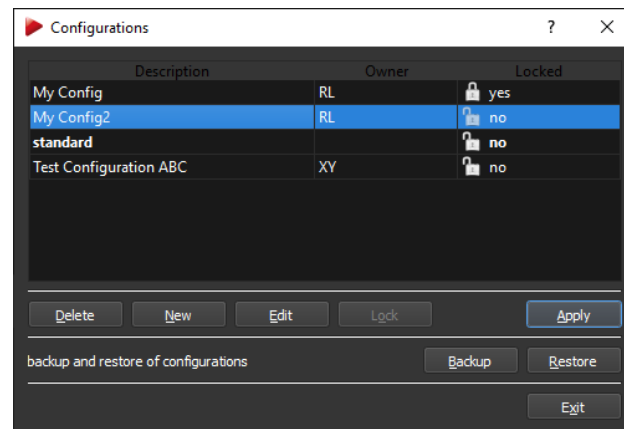 Configurations ?
Description Owner Locked
My Config RL yes
My Config2 RL no
standard no
Test Configuration ABC XY no
Delete New Edit Lock Apply
backup and restore of configurations Backup Restore
Exit